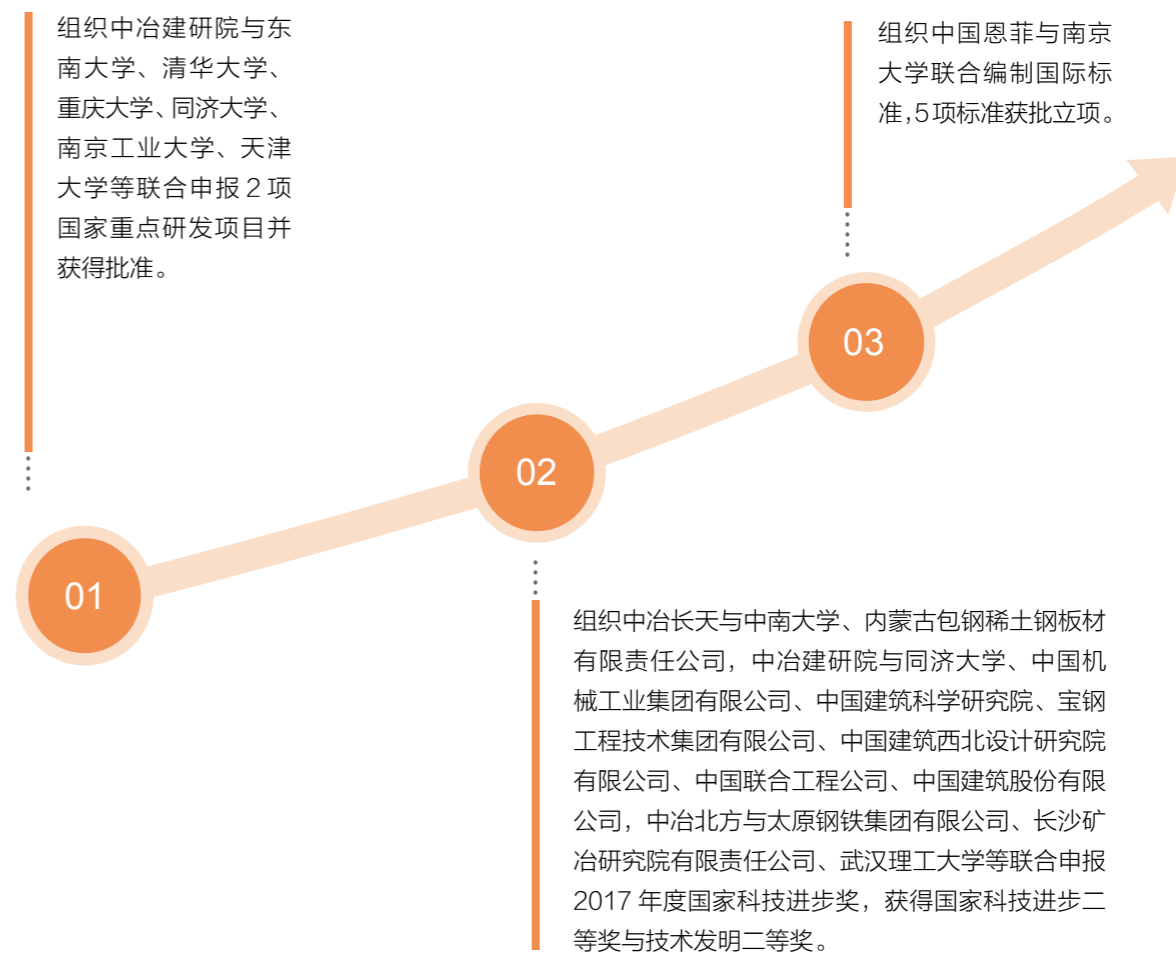 组织中冶建研院与东
南大学、清华大学、
重庆大学、同济大学、
南京工业大学、天津
大学等联合申报 2 项
国家重点研发项目并
获得批准。
01
组织中冶长天与中南大学、内蒙古包钢稀土钢板材
有限责任公司，中冶建研院与同济大学、中国机
械工业集团有限公司、中国建筑科学研究院、宝钢
工程技术集团有限公司、中国建筑西北设计研究院
有限公司、中国联合工程公司、中国建筑股份有限
公司，中冶北方与太原钢铁集团有限公司、长沙矿
冶研究院有限责任公司、武汉理工大学等联合申报
2017 年度国家科技进步奖，获得国家科技进步二
等奖与技术发明二等奖。
02
组织中国恩菲与南京
大学联合编制国际标
准,5项标准获批立项。
03